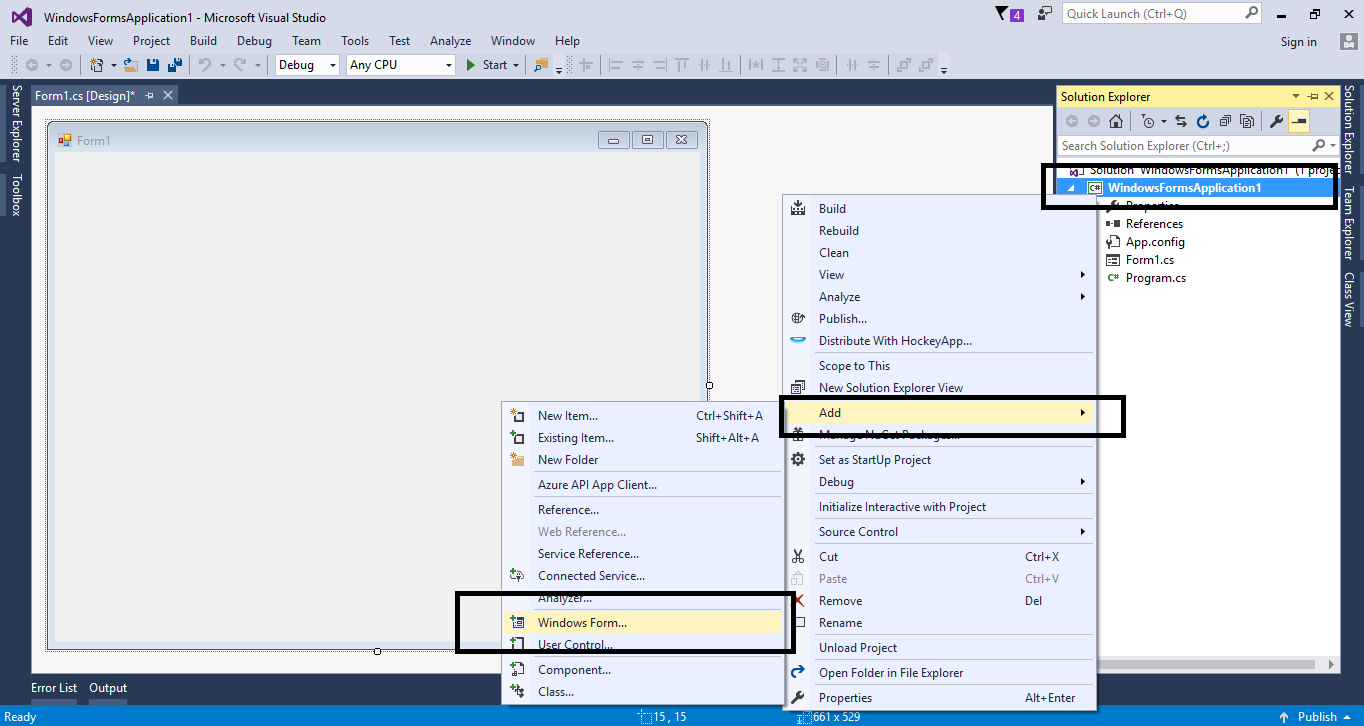 WindowsFormsApplication1 - Microsoft Visual Studio
4
Quick Launch (Ctrl+Q)
File Edit View Project Build Debug Team Tools Test Analyze Window Help
Sign in
Debug Any CPU Start
Server Explorer
Toolbox
Form1.cs [Design]*
Form1
Solution Explorer
Search Solution Explorer (Ctrl+;)
Solution 'WindowsFormsApplication1' (1 projec
C# WindowsFormsApplication1
Properties
References
App.config
Form1.cs
C# Program.cs
Solution Explorer
Team Explorer
Class View
Build
Rebuild
Clean
View
Analyze
Publish...
Distribute With HockeyApp...
Scope to This
New Solution Explorer View
Add
Manage NuGet Packages...
Set as StartUp Project
Debug
Initialize Interactive with Project
Source Control
Cut Ctrl+X
Paste Ctrl+V
Remove Del
Rename
Unload Project
Open Folder in File Explorer
Properties Alt+Enter
New Item... Ctrl+Shift+A
Existing Item... Shift+Alt+A
New Folder
Azure API App Client...
Reference...
Web Reference...
Service Reference...
Connected Service...
Analyzer...
Windows Form...
User Control...
Component...
Class...
Error List Output
Ready 15 , 15 661 x 529 Publish